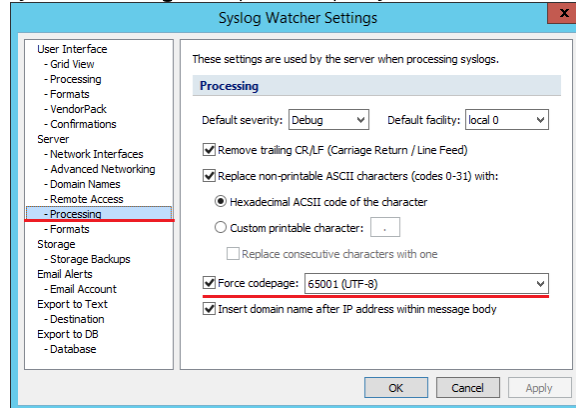 Syslog Watcher Settings
x
User Interface
- Grid View
- Processing
- Formats
- VendorPack
- Confirmations
Server
- Network Interfaces
- Advanced Networking
- Domain Names
- Remote Access
- Processing
- Formats
Storage
- Storage Backups
Email Alerts
- Email Account
Export to Text
- Destination
Export to DB
- Database
These settings are used by the server when processing syslogs.
Processing
Default severity: Debug Default facility: local 0
Remove trailing CR/LF (Carriage Return / Line Feed)
Replace non-printable ASCII characters (codes 0-31) with:
Hexadecimal ACSII code of the character
Custom printable character: .
Replace consecutive characters with one
Force codepage: 65001 (UTF-8)
Insert domain name after IP address within message body
OK Cancel Apply